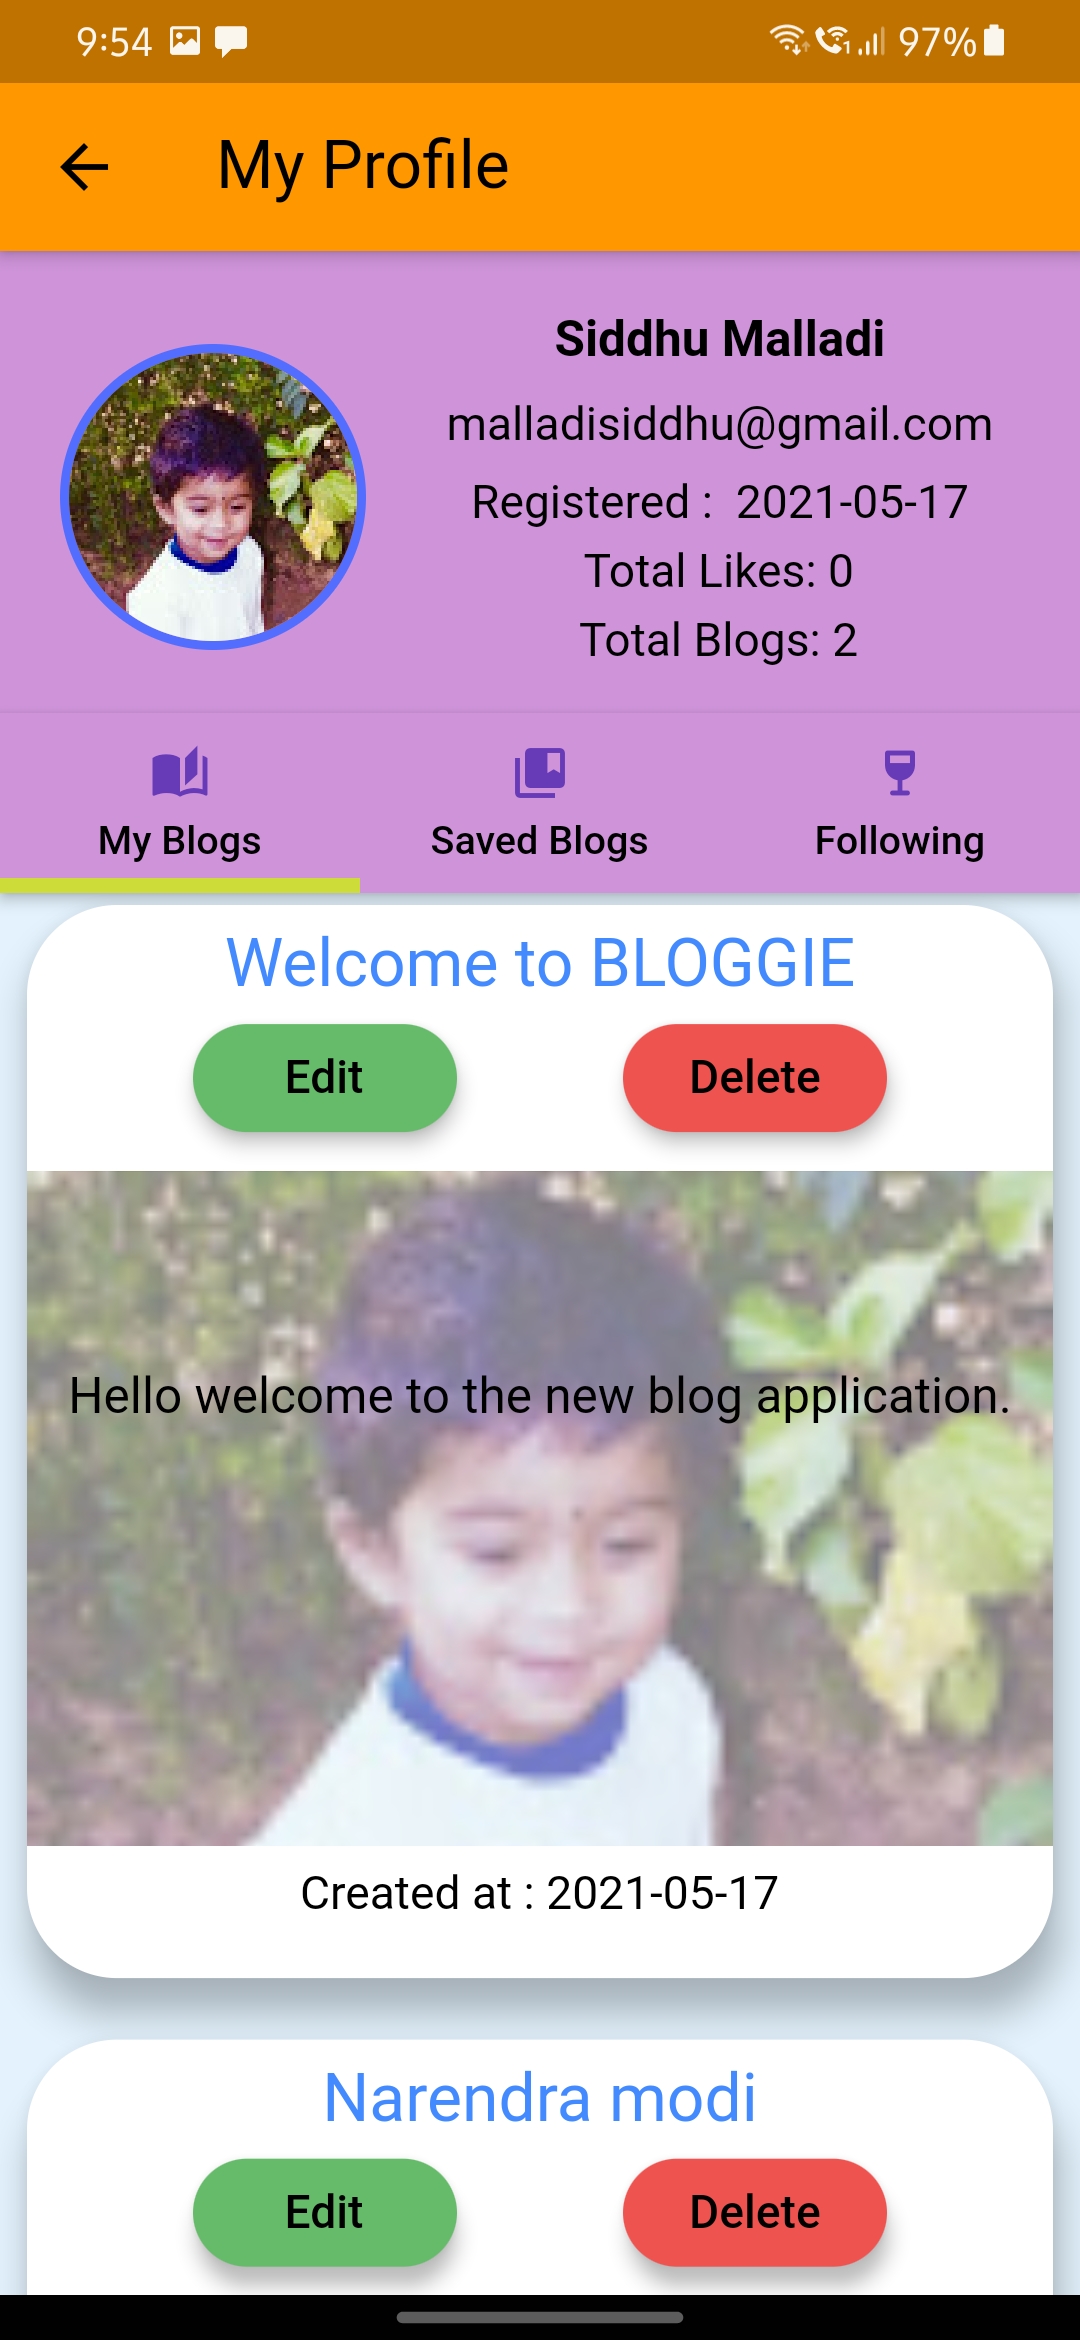 9:54 97%
My Profile
Siddhu Malladi
malladisiddhu@gmail.com
Registered :  2021-05-17
Total Likes: 0
Total Blogs: 2
My Blogs Saved Blogs Following
Welcome to BLOGGIE
Edit Delete
Hello welcome to the new blog application.
Created at : 2021-05-17
Narendra modi
Edit Delete